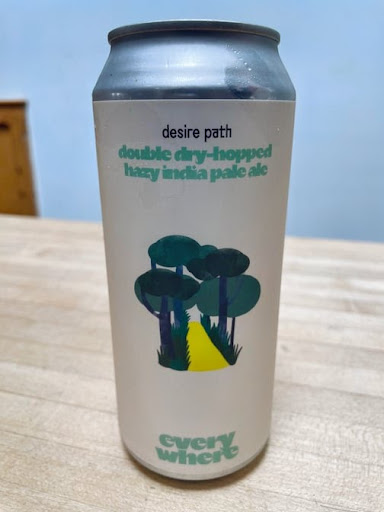 desire path
double dry-hopped
hazy india pale ale
every
where